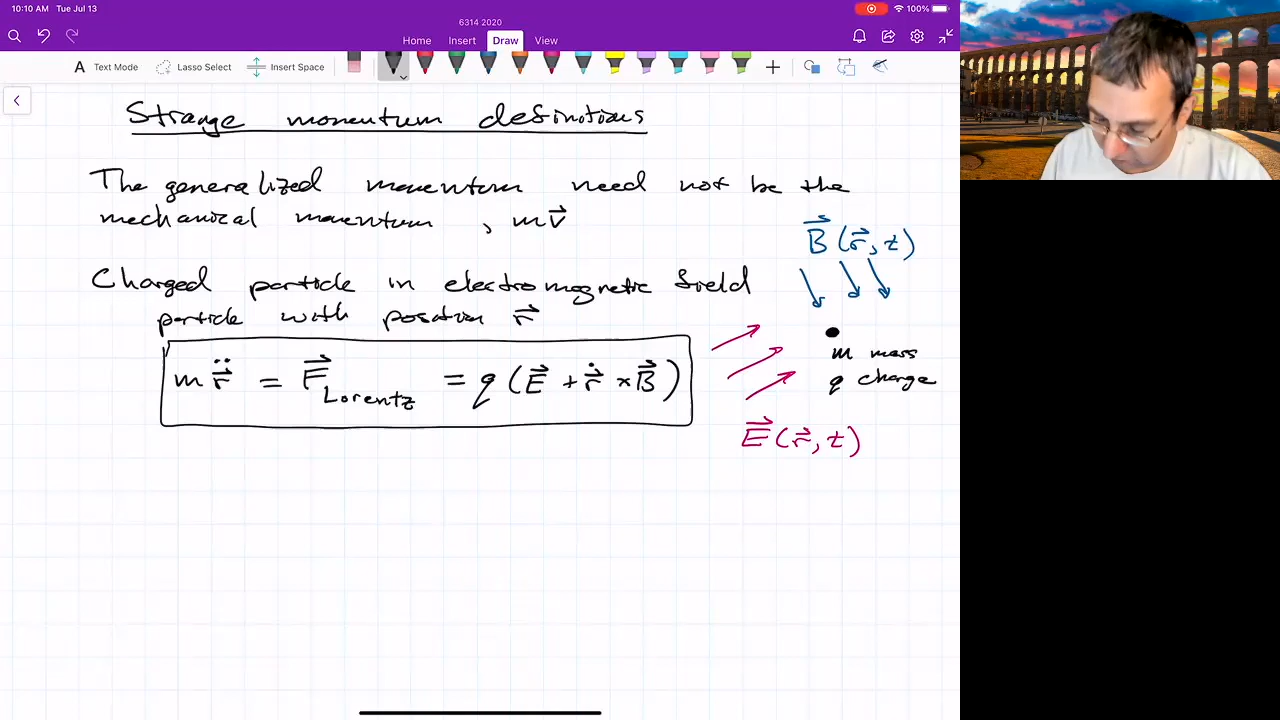 10:10 AM Tue Jul 13
100%
6314 2020
Home Insert Draw View
A Text Mode Lasso Select Insert Space
Strange momentum definitions
The generalized momentum need not be the
mechanical momentum , m v⃗
B⃗ (r⃗, t)
Charged particle in electromagnetic field
particle with position r⃗
m r̈⃗ = F⃗ Lorentz = q (E⃗ + ṙ⃗ × B⃗)
m mass
q charge
E⃗ (r⃗, t)